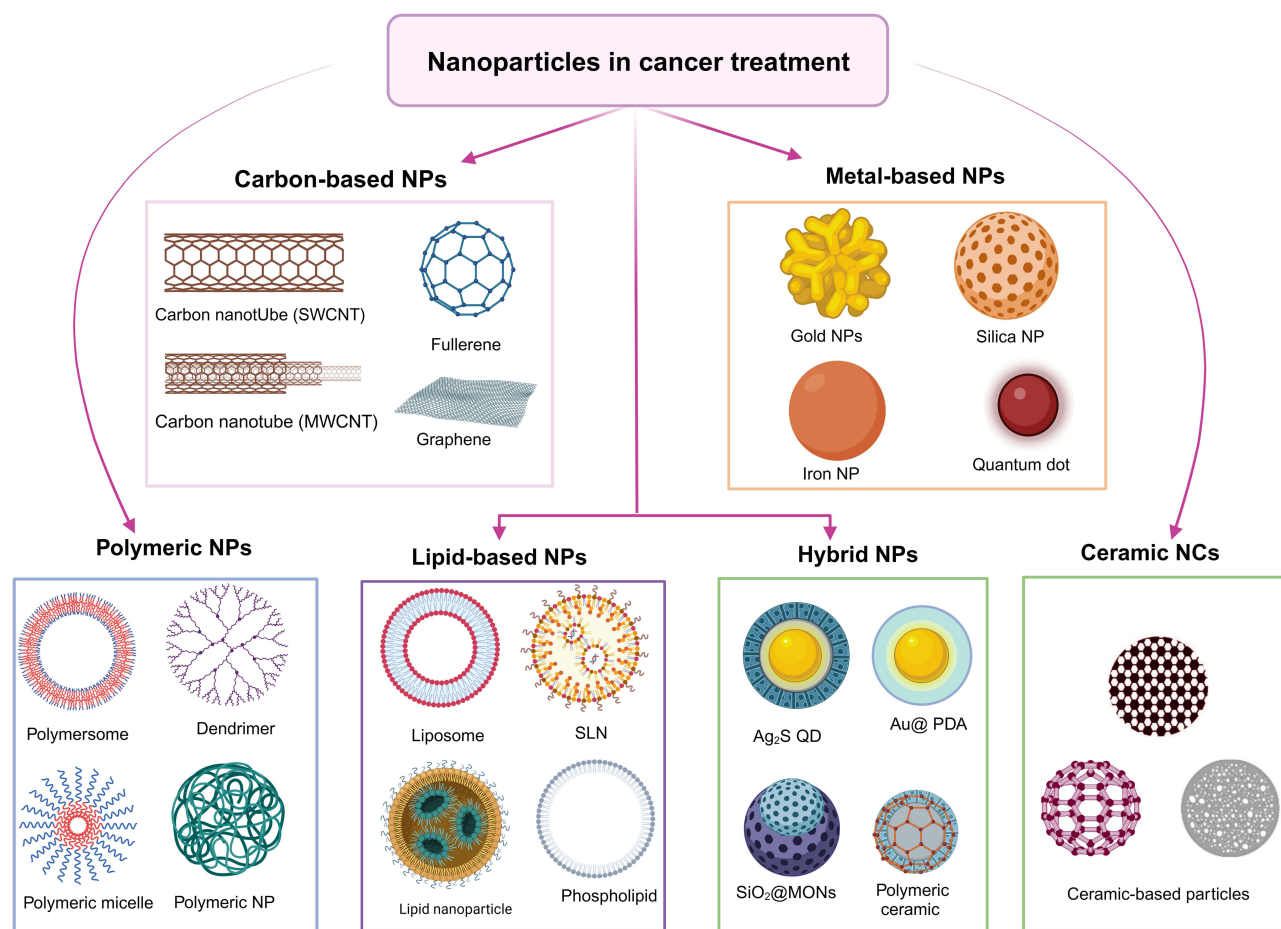 Nanoparticles in cancer treatment
Carbon-based NPs
Carbon nanotUbe (SWCNT)
Fullerene
Carbon nanotube (MWCNT)
Graphene
Metal-based NPs
Gold NPs
Silica NP
Iron NP
Quantum dot
Polymeric NPs
Polymersome
Dendrimer
Polymeric micelle
Polymeric NP
Lipid-based NPs
Liposome
SLN
Lipid nanoparticle
Phospholipid
Hybrid NPs
Ag₂S QD
Au@ PDA
SiO₂@MONs
Polymeric
ceramic
Ceramic NCs
Ceramic-based particles